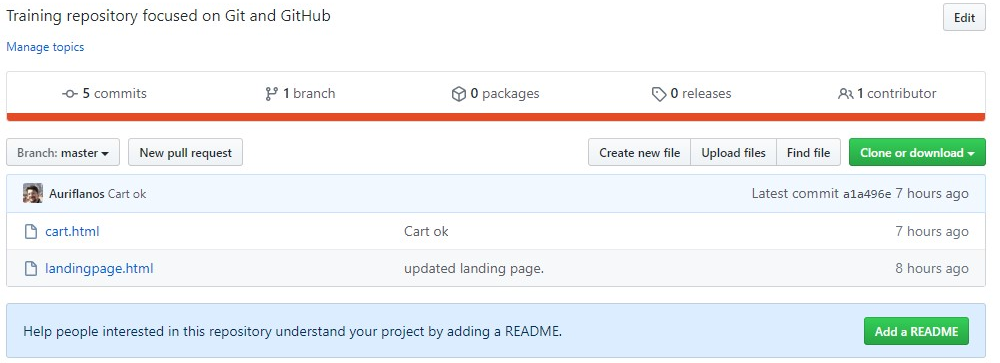 Training repository focused on Git and GitHub
Edit
Manage topics
5 commits 1 branch 0 packages 0 releases 1 contributor
Branch: master New pull request Create new file Upload files Find file Clone or download
Auriflanos Cart ok Latest commit a1a496e 7 hours ago
cart.html Cart ok 7 hours ago
landingpage.html updated landing page. 8 hours ago
Help people interested in this repository understand your project by adding a README. Add a README